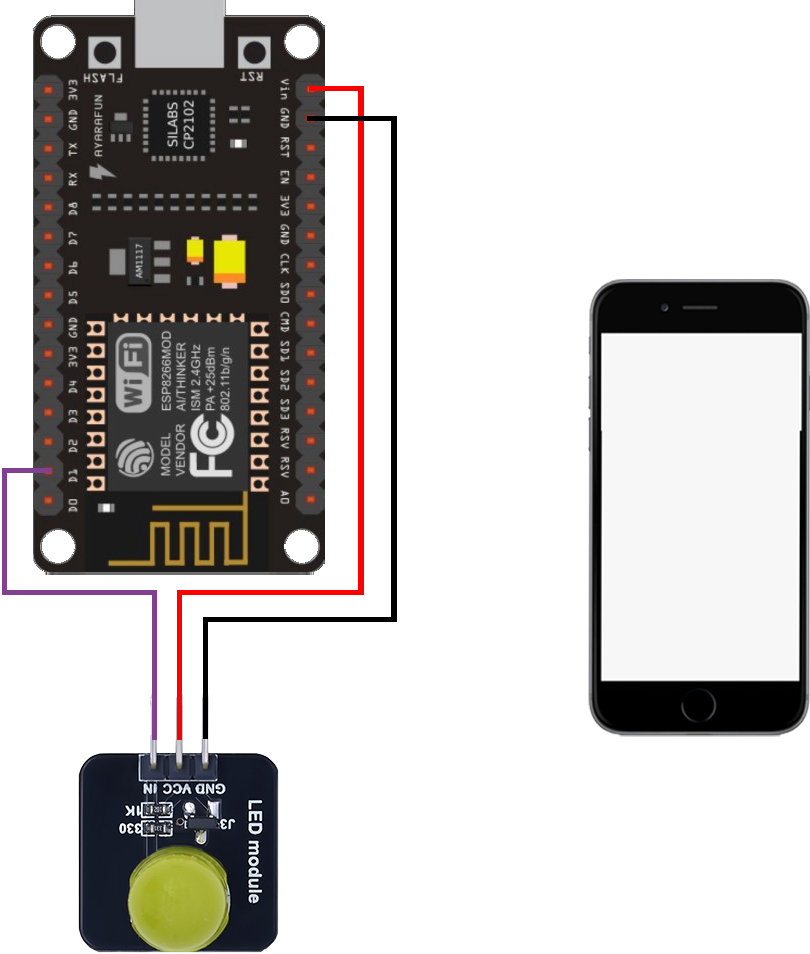 FLASH
RST
3V3
GND
TX
RX
D8
D7
D6
D5
GND
3V3
D4
D3
D2
D1
D0
AYARAFUN
SILABS
CP2102
Vin
GND
RST
EN
3V3
GND
CLK
SD0
CMD
SD1
SD2
SD3
RSV
RSV
A0
AM1117
WiFi
MODEL
VENDOR
ESP8266MOD
AI/THINKER
ISM 2.4GHz
PA +25dBm
802.11b/g/n
FC
GND VCC IN
1K
330
J3
LED module